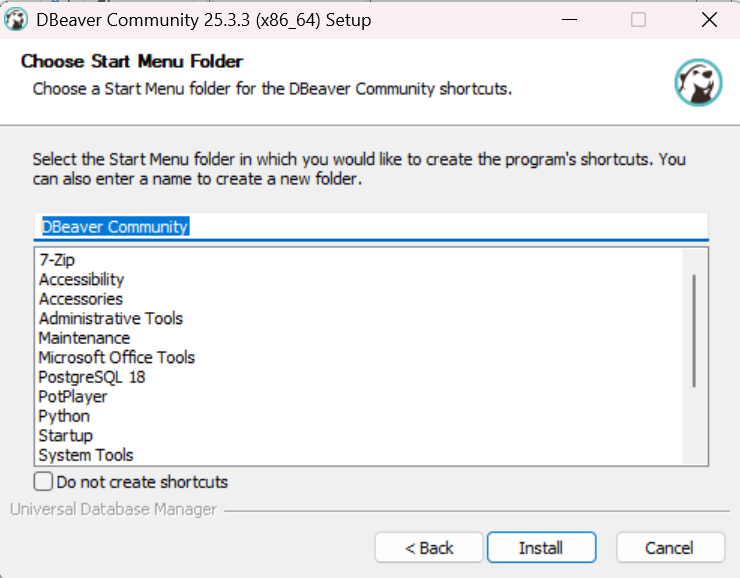 DBeaver Community 25.3.3 (x86_64) Setup
Choose Start Menu Folder
Choose a Start Menu folder for the DBeaver Community shortcuts.
Select the Start Menu folder in which you would like to create the program's shortcuts. You
can also enter a name to create a new folder.
DBeaver Community
7-Zip
Accessibility
Accessories
Administrative Tools
Maintenance
Microsoft Office Tools
PostgreSQL 18
PotPlayer
Python
Startup
System Tools
Do not create shortcuts
Universal Database Manager
< Back
Install
Cancel